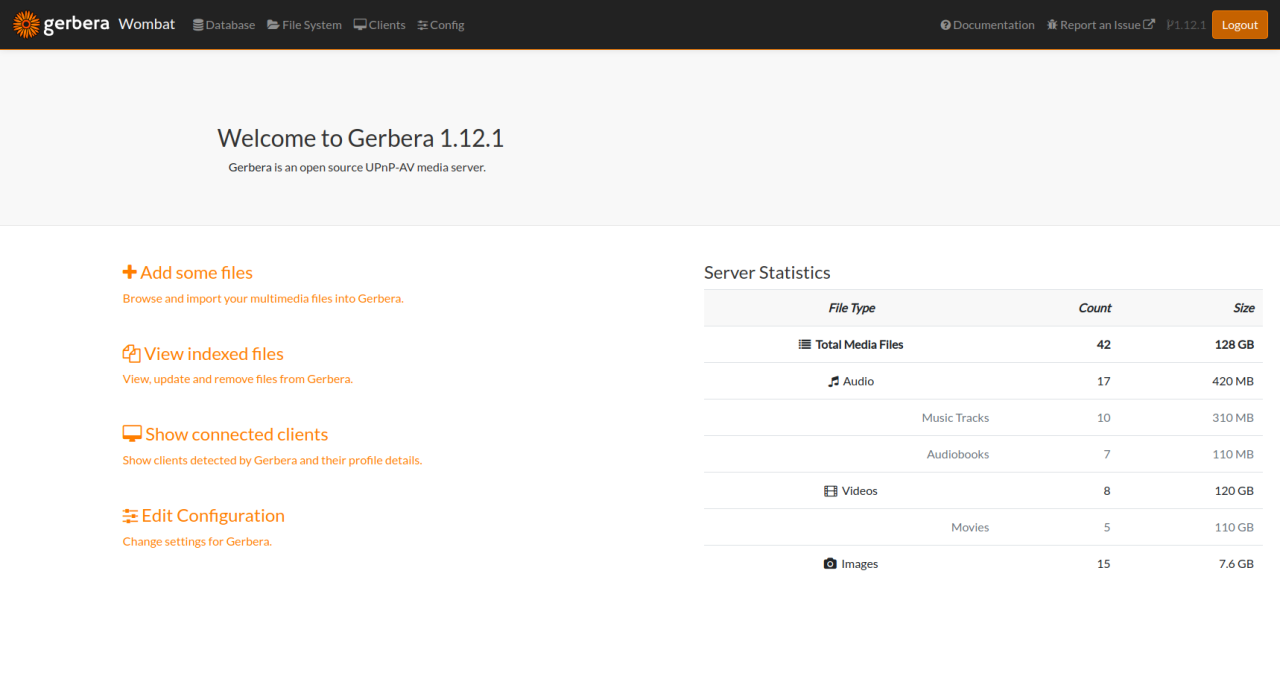 gerbera Wombat Database File System Clients Config Documentation Report an Issue 1.12.1 Logout
Welcome to Gerbera 1.12.1
Gerbera is an open source UPnP-AV media server.
Add some files
Browse and import your multimedia files into Gerbera.
View indexed files
View, update and remove files from Gerbera.
Show connected clients
Show clients detected by Gerbera and their profile details.
Edit Configuration
Change settings for Gerbera.
Server Statistics
File Type Count Size
Total Media Files 42 128 GB
Audio 17 420 MB
Music Tracks 10 310 MB
Audiobooks 7 110 MB
Videos 8 120 GB
Movies 5 110 GB
Images 15 7.6 GB